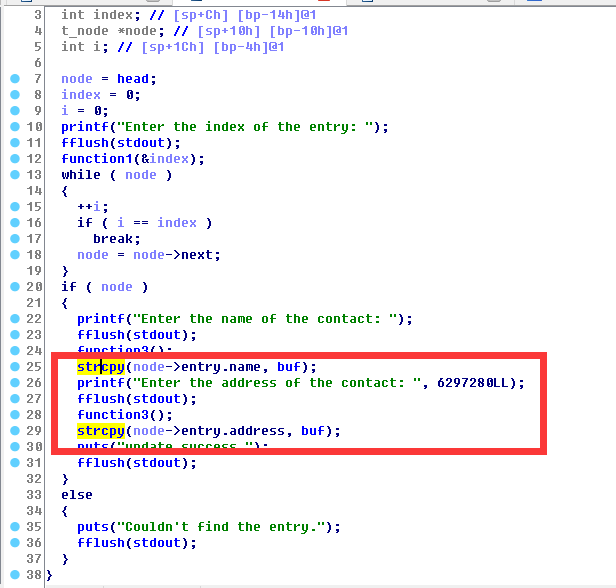 3 int index; // [sp+Ch] [bp-14h]@1
4 t_node *node; // [sp+10h] [bp-10h]@1
5 int i; // [sp+1Ch] [bp-4h]@1
6
7 node = head;
8 index = 0;
9 i = 0;
10 printf("Enter the index of the entry: ");
11 fflush(stdout);
12 function1(&index);
13 while ( node )
14 {
15 ++i;
16 if ( i == index )
17 break;
18 node = node->next;
19 }
20 if ( node )
21 {
22 printf("Enter the name of the contact: ");
23 fflush(stdout);
24 function3();
25 strcpy(node->entry.name, buf);
26 printf("Enter the address of the contact: ", 6297280LL);
27 fflush(stdout);
28 function3();
29 strcpy(node->entry.address, buf);
30 puts("update success.");
31 fflush(stdout);
32 }
33 else
34 {
35 puts("Couldn't find the entry.");
36 fflush(stdout);
37 }
38 }